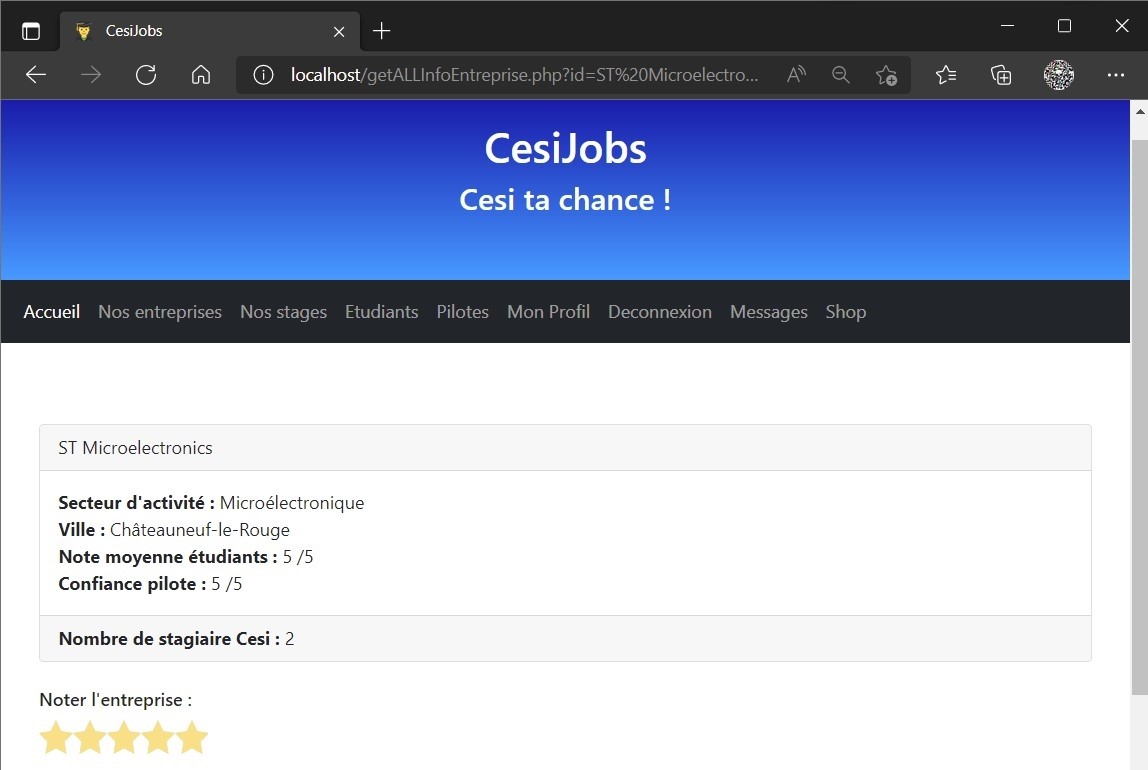 CesiJobs
localhost/getALLInfoEntreprise.php?id=ST%20Microelectro...
CesiJobs
Cesi ta chance !
Accueil Nos entreprises Nos stages Etudiants Pilotes Mon Profil Deconnexion Messages Shop
ST Microelectronics
Secteur d'activité : Microélectronique
Ville : Châteauneuf-le-Rouge
Note moyenne étudiants : 5 /5
Confiance pilote : 5 /5
Nombre de stagiaire Cesi : 2
Noter l'entreprise :